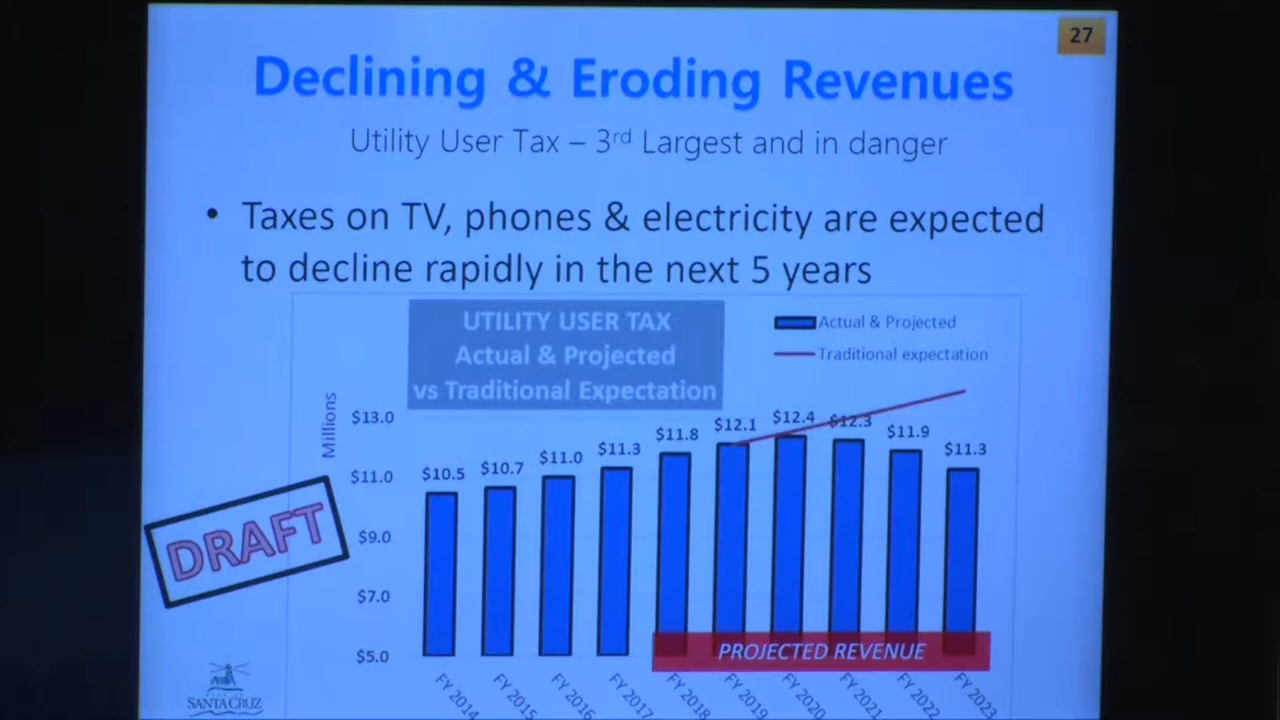 27
Declining & Eroding Revenues
Utility User Tax – 3rd Largest and in danger
• Taxes on TV, phones & electricity are expected
to decline rapidly in the next 5 years
UTILITY USER TAX
Actual & Projected
vs Traditional Expectation
Actual & Projected
Traditional expectation
Millions
$13.0
$11.0
$9.0
$7.0
$5.0
$10.5
$10.7
$11.0
$11.3
$11.8
$12.1
$12.4
$12.3
$11.9
$11.3
DRAFT
PROJECTED REVENUE
FY 2014
FY 2015
FY 2016
FY 2017
FY 2018
FY 2019
FY 2020
FY 2021
FY 2022
FY 2023
SANTA CRUZ